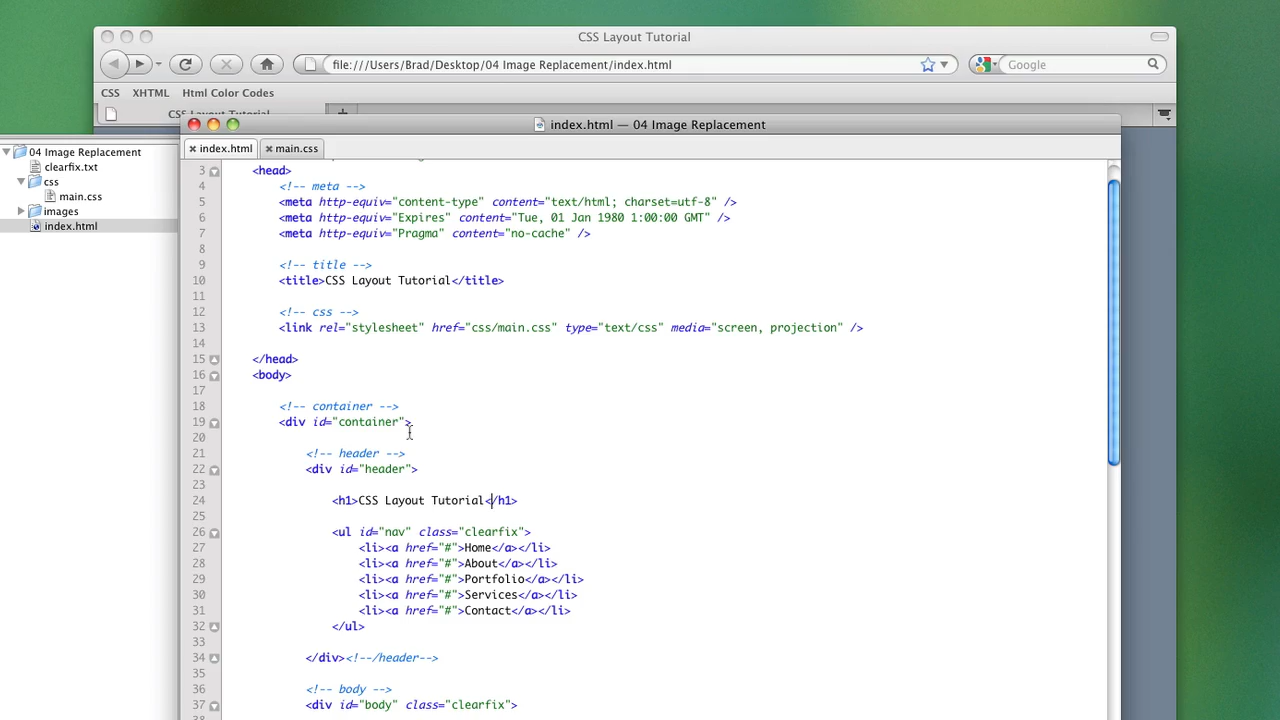 CSS Layout Tutorial
file:///Users/Brad/Desktop/04 Image Replacement/index.html
Google
CSS XHTML Html Color Codes
CSS Layout Tutorial
index.html — 04 Image Replacement
index.html main.css
04 Image Replacement
clearfix.txt
css
main.css
images
index.html
3 <head>
4 <!-- meta -->
5 <meta http-equiv="content-type" content="text/html; charset=utf-8" />
6 <meta http-equiv="Expires" content="Tue, 01 Jan 1980 1:00:00 GMT" />
7 <meta http-equiv="Pragma" content="no-cache" />
8
9 <!-- title -->
10 <title>CSS Layout Tutorial</title>
11
12 <!-- css -->
13 <link rel="stylesheet" href="css/main.css" type="text/css" media="screen, projection" />
14
15 </head>
16 <body>
17
18 <!-- container -->
19 <div id="container">
20
21 <!-- header -->
22 <div id="header">
23
24 <h1>CSS Layout Tutorial</h1>
25
26 <ul id="nav" class="clearfix">
27 <li><a href="#">Home</a></li>
28 <li><a href="#">About</a></li>
29 <li><a href="#">Portfolio</a></li>
30 <li><a href="#">Services</a></li>
31 <li><a href="#">Contact</a></li>
32 </ul>
33
34 </div><!--/header-->
35
36 <!-- body -->
37 <div id="body" class="clearfix">